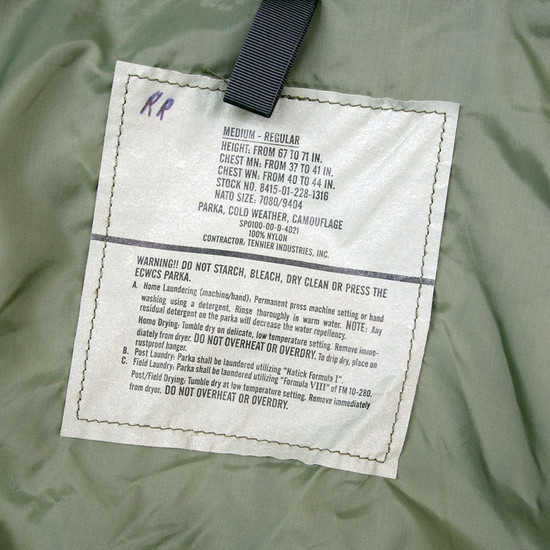 RR
MEDIUM - REGULAR
HEIGHT: FROM 67 TO 71 IN.
CHEST MN: FROM 37 TO 41 IN.
CHEST WN: FROM 40 TO 44 IN.
STOCK NO. 8415-01-228-1316
NATO SIZE: 7080/9404
PARKA, COLD WEATHER, CAMOUFLAGE
SPO100-00-D-4021
100% NYLON
CONTRACTOR: TENNIER INDUSTRIES, INC.
WARNING!! DO NOT STARCH, BLEACH, DRY CLEAN OR PRESS THE
ECWCS PARKA.
A. Home Laundering (machine/hand): Permanent press machine setting or hand
washing using a detergent. Rinse thoroughly in warm water. NOTE: Any
residual detergent on the parka will decrease the water repellency.
Home Drying: Tumble dry on delicate, low temperature setting. Remove imme-
diately from dryer. DO NOT OVERHEAT OR OVERDRY. To drip dry, place on
rustproof hanger.
B. Post Laundry: Parka shall be laundered utilizing "Natick Formula I".
C. Field Laundry: Parka shall be laundered utilizing "Formula VIII" of FM 10-280.
Post/Field Drying: Tumble dry at low temperature setting. Remove immediately
from dryer. DO NOT OVERHEAT OR OVERDRY.